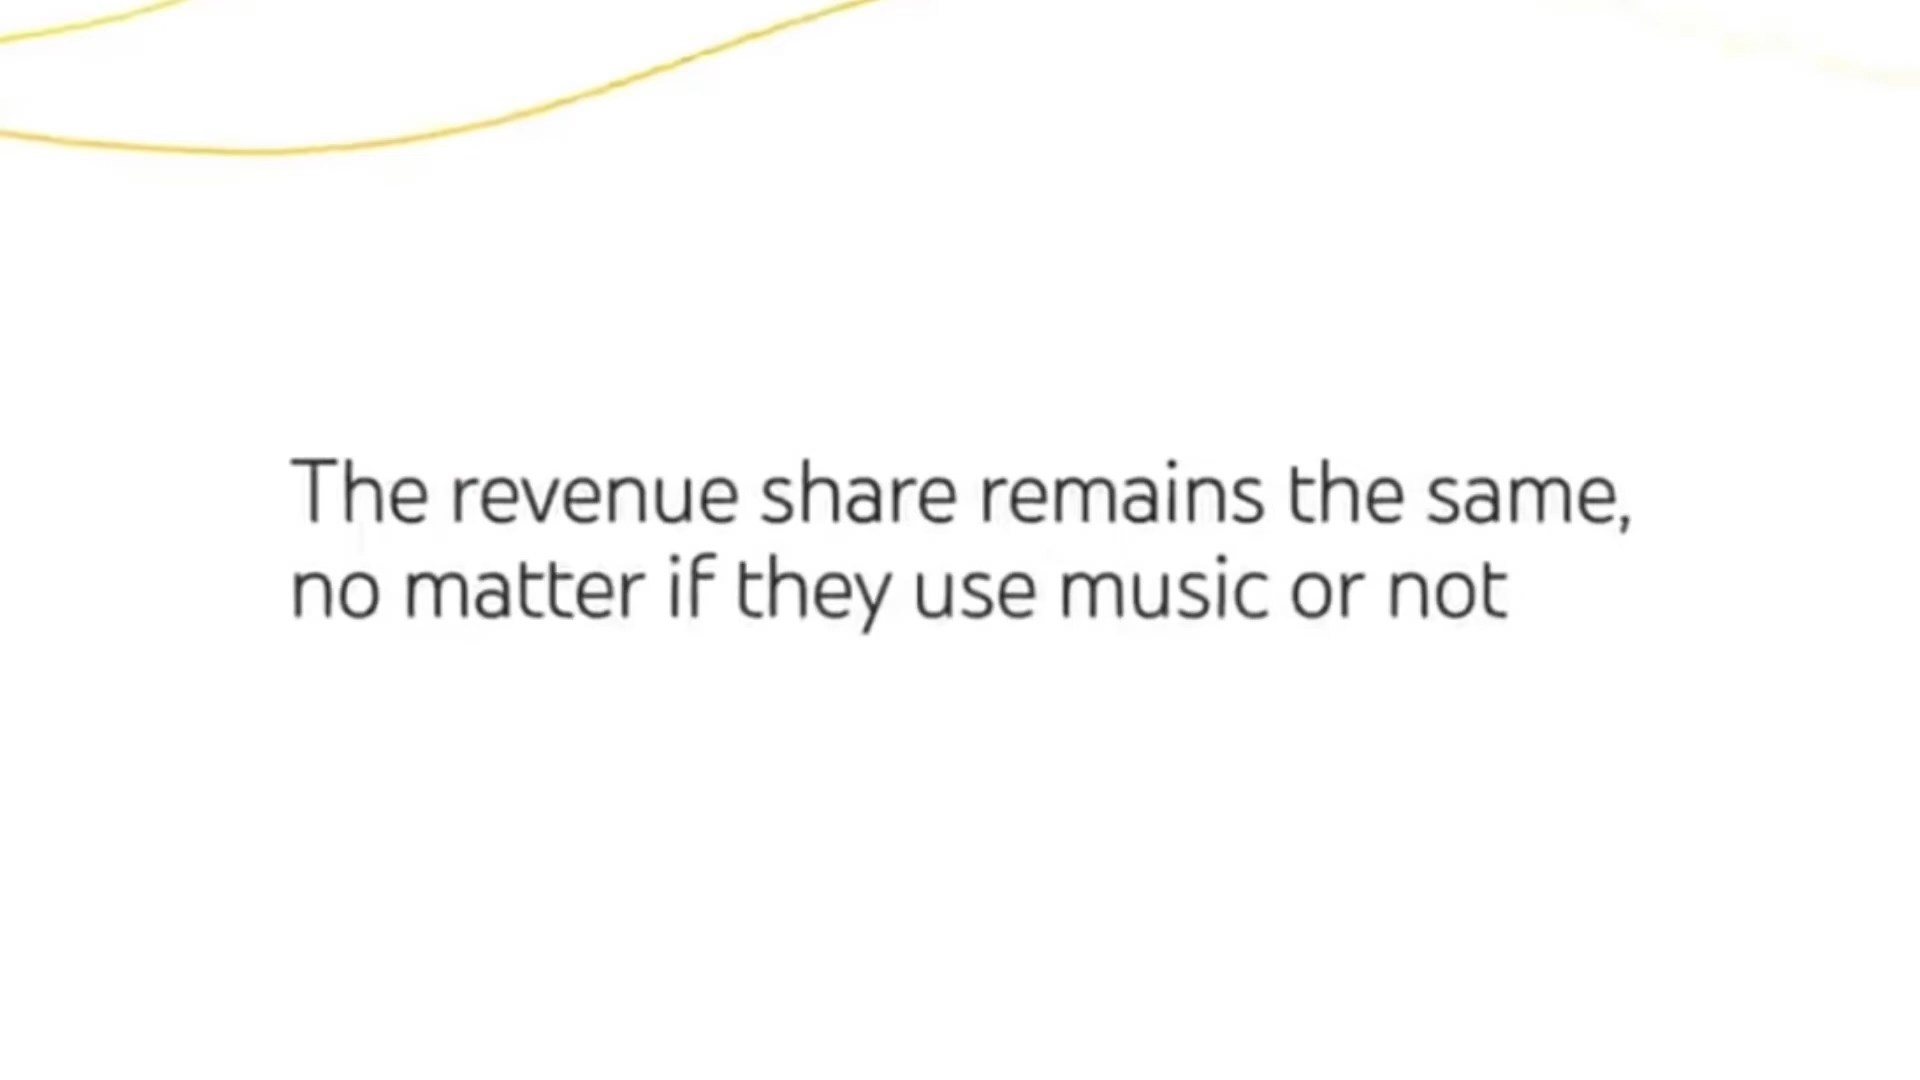 The revenue share remains the same,
no matter if they use music or not